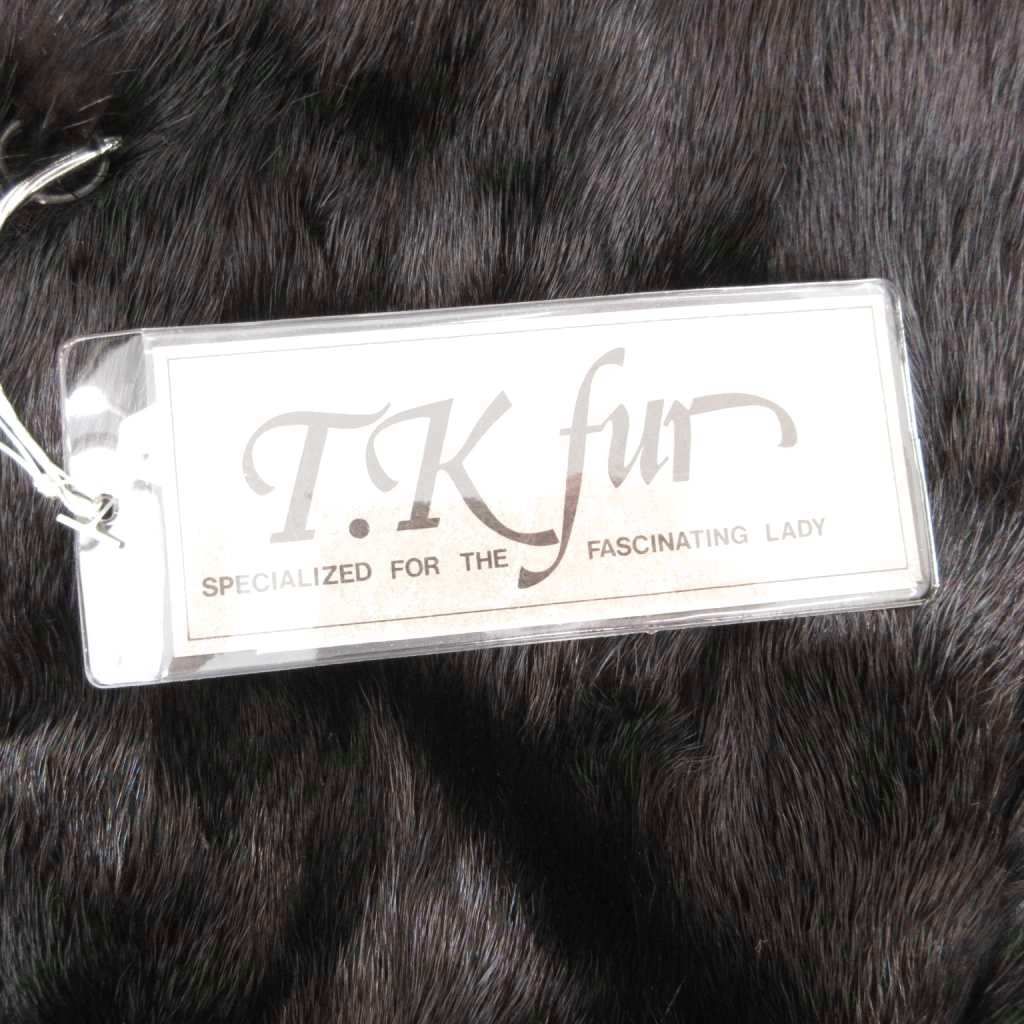 T.K fur
SPECIALIZED FOR THE FASCINATING LADY